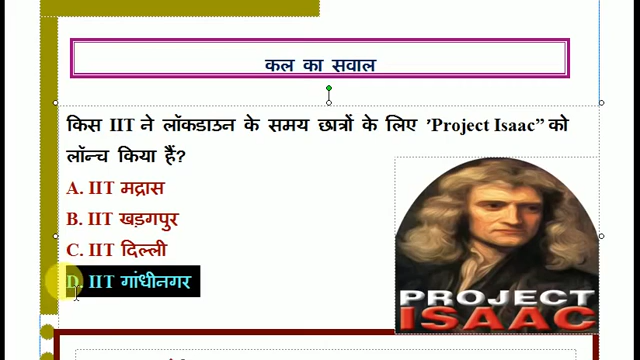 कल का सवाल
किस IIT ने लॉकडाउन के समय छात्रों के लिए ’Project Isaac” को
लॉन्च किया हैं?
A. IIT मद्रास
B. IIT खड़गपुर
C. IIT दिल्ली
D. IIT गांधीनगर
PROJECT
ISAAC